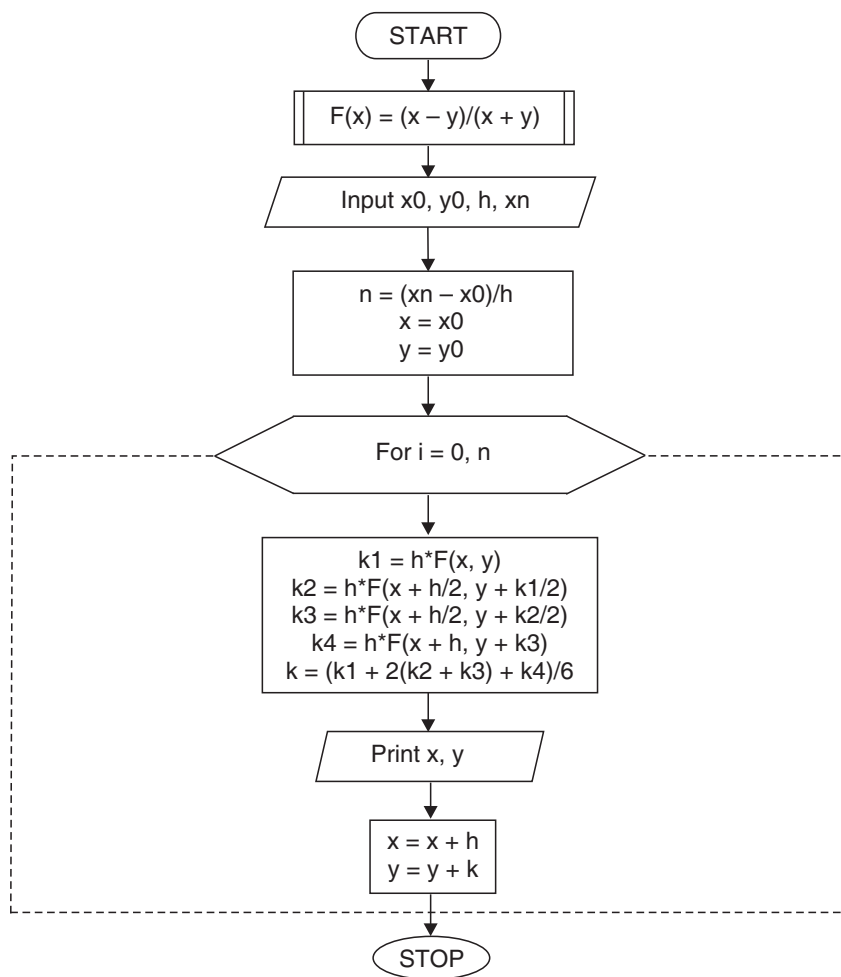 START
F(x) = (x – y)/(x + y)
Input x0, y0, h, xn
n = (xn – x0)/h
x = x0
y = y0
For i = 0, n
k1 = h*F(x, y)
k2 = h*F(x + h/2, y + k1/2)
k3 = h*F(x + h/2, y + k2/2)
k4 = h*F(x + h, y + k3)
k = (k1 + 2(k2 + k3) + k4)/6
Print x, y
x = x + h
y = y + k
STOP